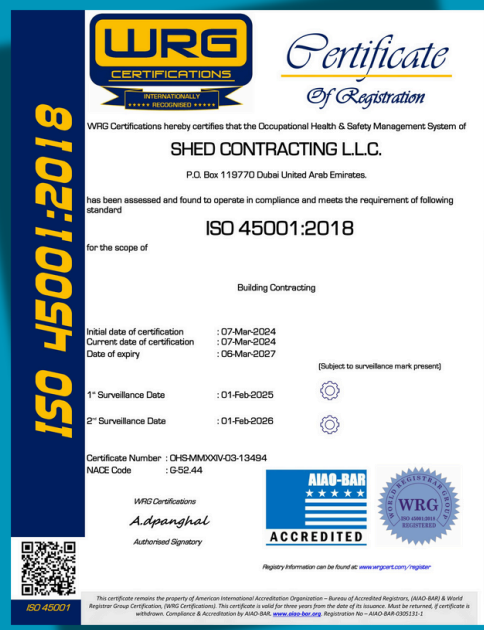 WRG
CERTIFICATIONS
INTERNATIONALLY
RECOGNISED
Certificate
Of Registration
ISO 45001:2018
WRG Certifications hereby certifies that the Occupational Health & Safety Management System of
SHED CONTRACTING L.L.C.
P.O. Box 119770 Dubai United Arab Emirates.
has been assessed and found to operate in compliance and meets the requirement of following
standard
ISO 45001:2018
for the scope of
Building Contracting
Initial date of certification : 07-Mar-2024
Current date of certification : 07-Mar-2024
Date of expiry : 06-Mar-2027
(Subject to surveillance mark present)
1st Surveillance Date : 01-Feb-2025
2nd Surveillance Date : 01-Feb-2026
Certificate Number : OHS-MMXXIV-03-13494
NACE Code : G-52.44
WRG Certifications
A.dpanghal
Authorised Signatory
AIAO-BAR
ACCREDITED
WORLD REGISTRAR GROUP
WRG
ISO 45001:2018
REGISTERED
Registry Information can be found at: www.wrgcert.com/register
ISO 45001
This certificate remains the property of American International Accreditation Organization – Bureau of Accredited Registrars, (AIAO-BAR) & World
Registrar Group Certification, (WRG Certifications). This certificate is valid for three years from the date of its issuance. Must be returned, if certificate is
withdrawn. Compliance & Accreditation by AIAO-BAR, www.aiao-bar.org. Registration No – AIAO-BAR-0305131-1